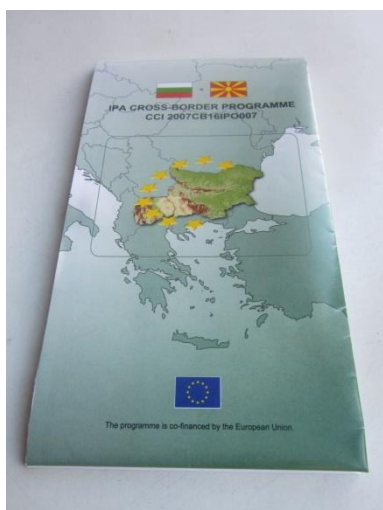 IPA CROSS-BORDER PROGRAMME
CCI 2007CB16IPO007
The programme is co-financed by the European Union